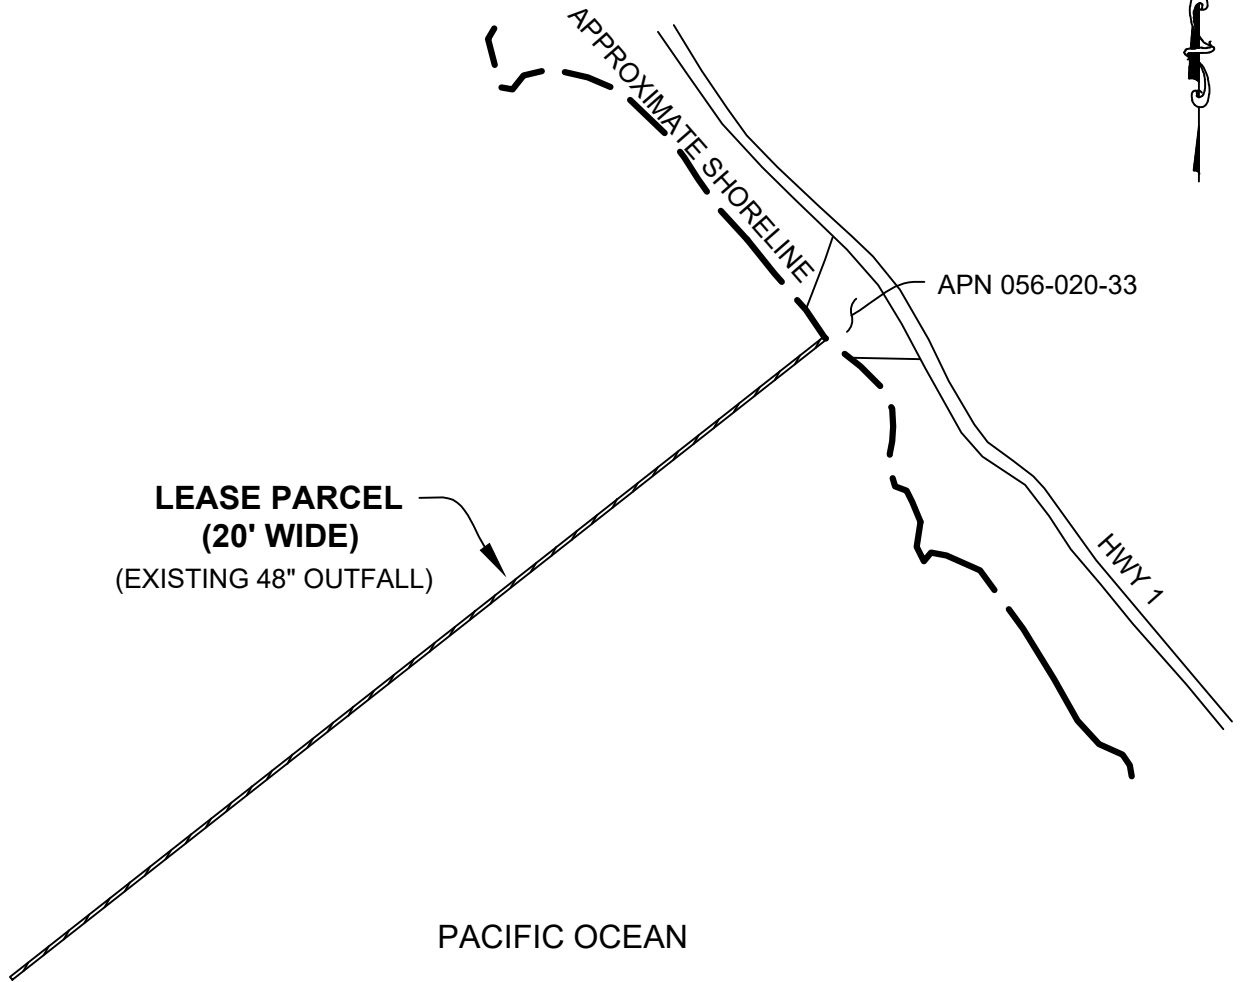 APPROXIMATE SHORELINE
APN 056-020-33
LEASE PARCEL
(20' WIDE)
(EXISTING 48" OUTFALL)
HWY 1
PACIFIC OCEAN